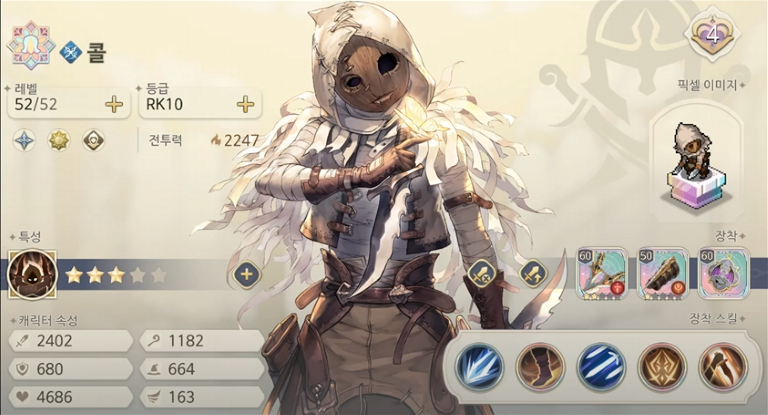 콜
4
레벨
52/52
등급
RK10
픽셀 이미지
전투력
2247
특성
장착
60
50
60
캐릭터 속성
장착 스킬
2402
1182
680
664
4686
163